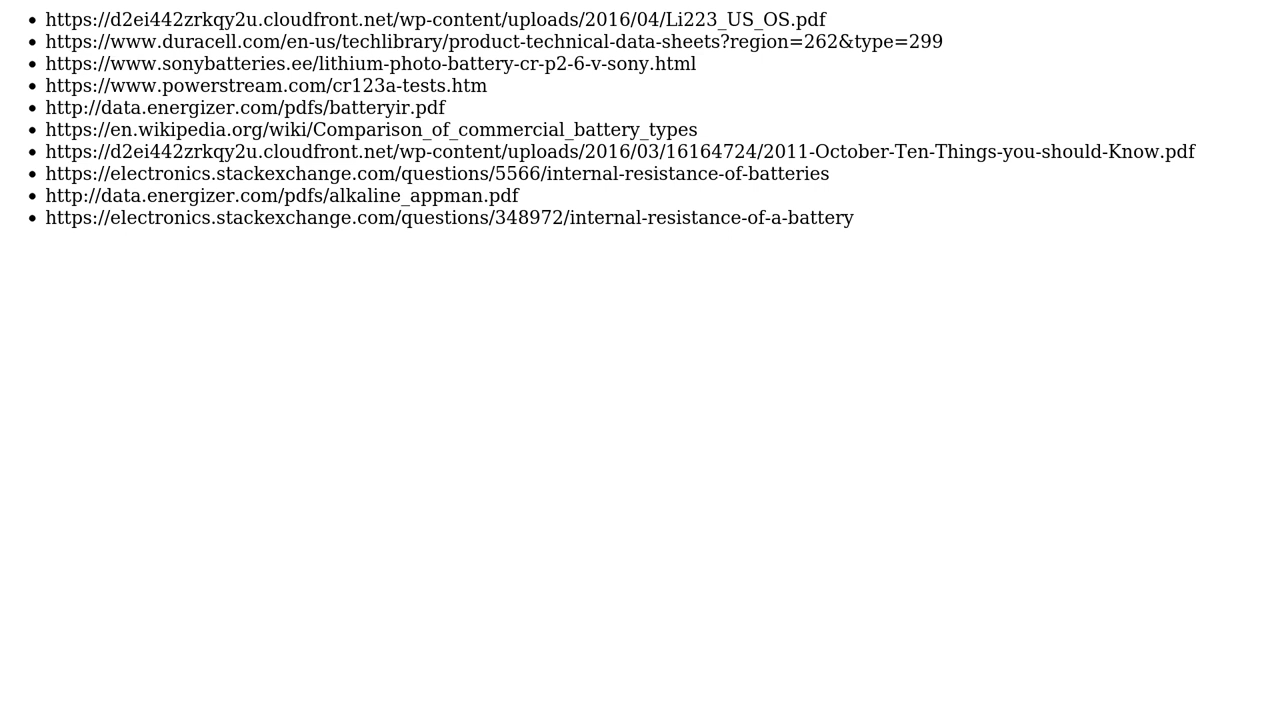 • https://d2ei442zrkqy2u.cloudfront.net/wp-content/uploads/2016/04/Li223_US_OS.pdf
• https://www.duracell.com/en-us/techlibrary/product-technical-data-sheets?region=262&type=299
• https://www.sonybatteries.ee/lithium-photo-battery-cr-p2-6-v-sony.html
• https://www.powerstream.com/cr123a-tests.htm
• http://data.energizer.com/pdfs/batteryir.pdf
• https://en.wikipedia.org/wiki/Comparison_of_commercial_battery_types
• https://d2ei442zrkqy2u.cloudfront.net/wp-content/uploads/2016/03/16164724/2011-October-Ten-Things-you-should-Know.pdf
• https://electronics.stackexchange.com/questions/5566/internal-resistance-of-batteries
• http://data.energizer.com/pdfs/alkaline_appman.pdf
• https://electronics.stackexchange.com/questions/348972/internal-resistance-of-a-battery